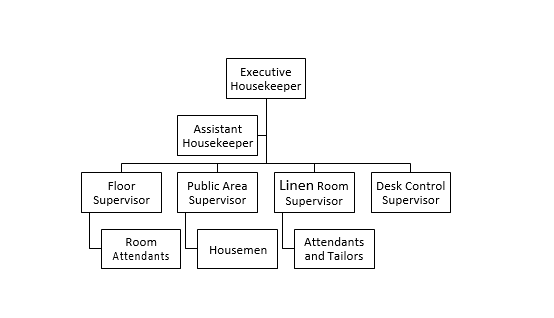 Executive
Housekeeper
Assistant
Housekeeper
Floor
Supervisor
Public Area
Supervisor
Linen Room
Supervisor
Desk Control
Supervisor
Room
Attendants
Housemen
Attendants
and Tailors